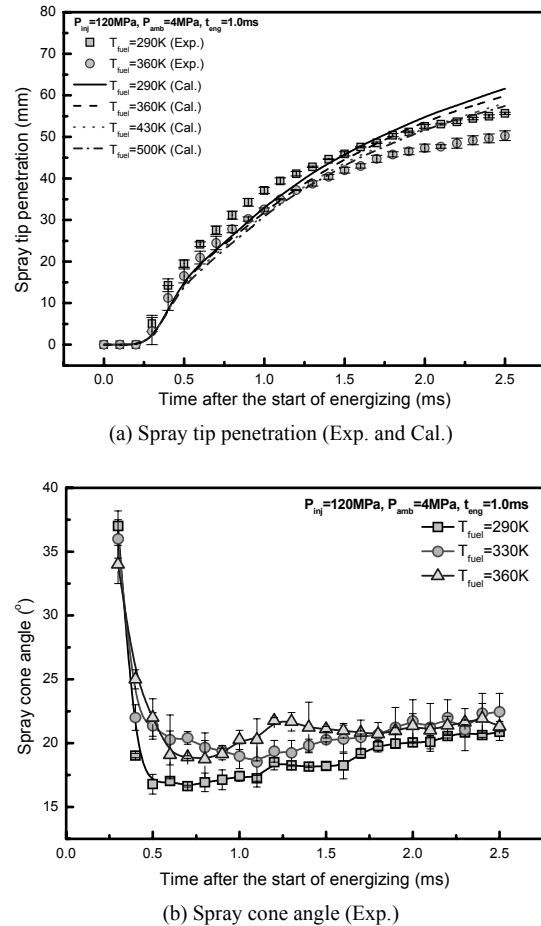 P_inj=120MPa, P_amb=4MPa, t_eng=1.0ms
T_fuel=290K (Exp.)
T_fuel=360K (Exp.)
T_fuel=290K (Cal.)
T_fuel=360K (Cal.)
T_fuel=430K (Cal.)
T_fuel=500K (Cal.)
Spray tip penetration (mm)
80
70
60
50
40
30
20
10
0
0.0 0.5 1.0 1.5 2.0 2.5
Time after the start of energizing (ms)
(a) Spray tip penetration (Exp. and Cal.)
P_inj=120MPa, P_amb=4MPa, t_eng=1.0ms
T_fuel=290K
T_fuel=330K
T_fuel=360K
Spray cone angle (°)
40
35
30
25
20
15
0.0 0.5 1.0 1.5 2.0 2.5
Time after the start of energizing (ms)
(b) Spray cone angle (Exp.)